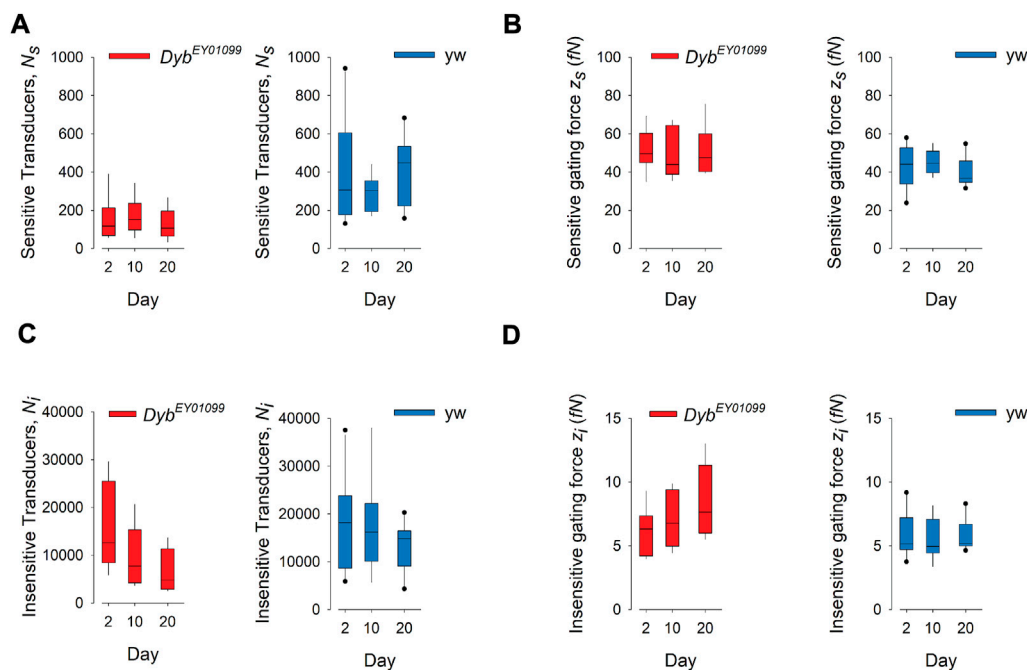 A
Dyb^EY01099
Sensitive Transducers, N_s
1000
800
600
400
200
0
2 10 20
Day
yw
Sensitive Transducers, N_s
1000
800
600
400
200
0
2 10 20
Day
B
Dyb^EY01099
Sensitive gating force z_s (fN)
100
80
60
40
20
0
2 10 20
Day
yw
Sensitive gating force z_s (fN)
100
80
60
40
20
0
2 10 20
Day
C
Dyb^EY01099
Insensitive Transducers, N_i
40000
30000
20000
10000
0
2 10 20
Day
yw
Insensitive Transducers, N_i
40000
30000
20000
10000
0
2 10 20
Day
D
Dyb^EY01099
Insensitive gating force z_i (fN)
15
10
5
0
2 10 20
Day
yw
Insensitive gating force z_i (fN)
15
10
5
0
2 10 20
Day